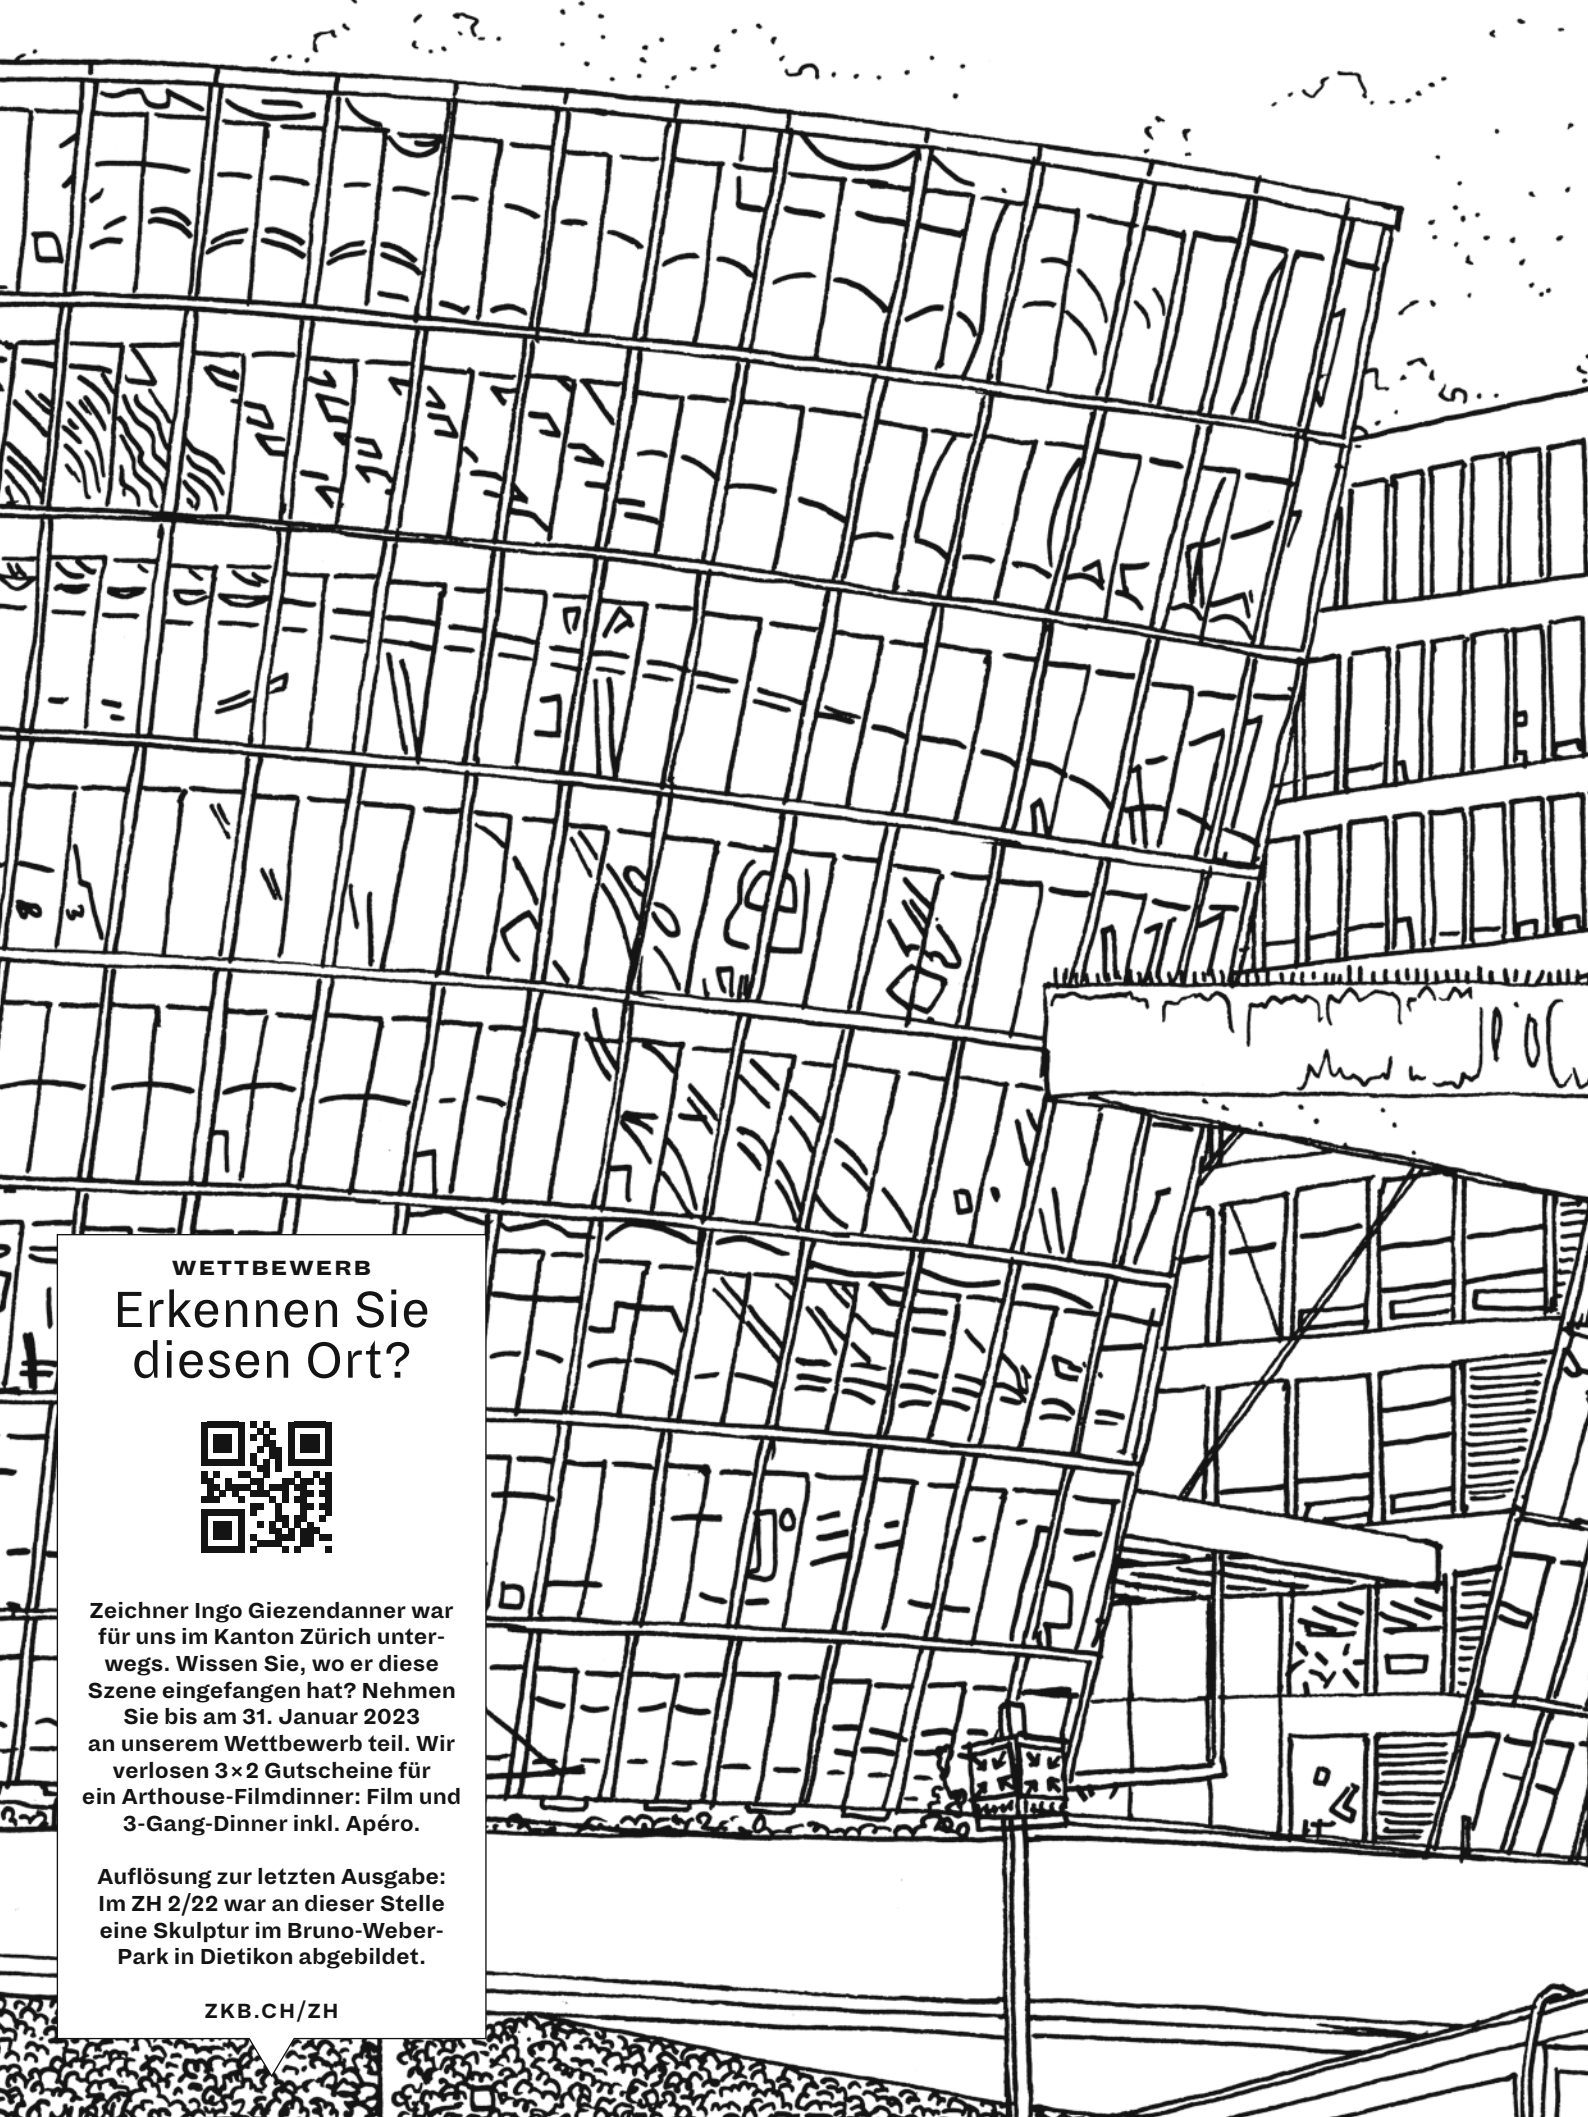 WETTBEWERB
Erkennen Sie
diesen Ort?
Zeichner Ingo Giezendanner war
für uns im Kanton Zürich unter-
wegs. Wissen Sie, wo er diese
Szene eingefangen hat? Nehmen
Sie bis am 31. Januar 2023
an unserem Wettbewerb teil. Wir
verlosen 3×2 Gutscheine für
ein Arthouse-Filmdinner: Film und
3-Gang-Dinner inkl. Apéro.
Auflösung zur letzten Ausgabe:
Im ZH 2/22 war an dieser Stelle
eine Skulptur im Bruno-Weber-
Park in Dietikon abgebildet.
ZKB.CH/ZH